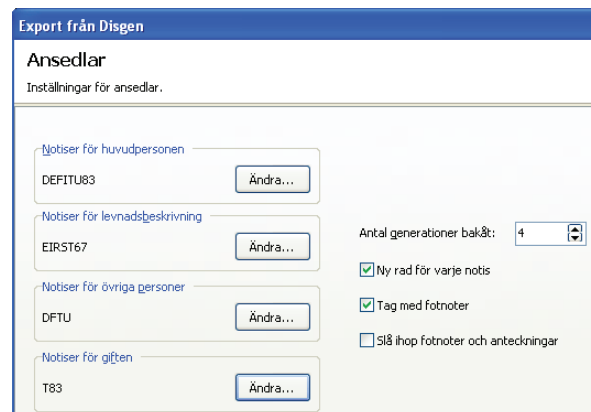 Export från Disgen
Ansedlar
Inställningar för ansedlar.
Notiser för huvudpersonen
DEFITU83
Ändra...
Notiser för levnadsbeskrivning
EIRST67
Ändra...
Notiser för övriga personer
DFTU
Ändra...
Notiser för giften
T83
Ändra...
Antal generationer bakåt:
4
Ny rad för varje notis
Tag med fotnoter
Slå ihop fotnoter och anteckningar